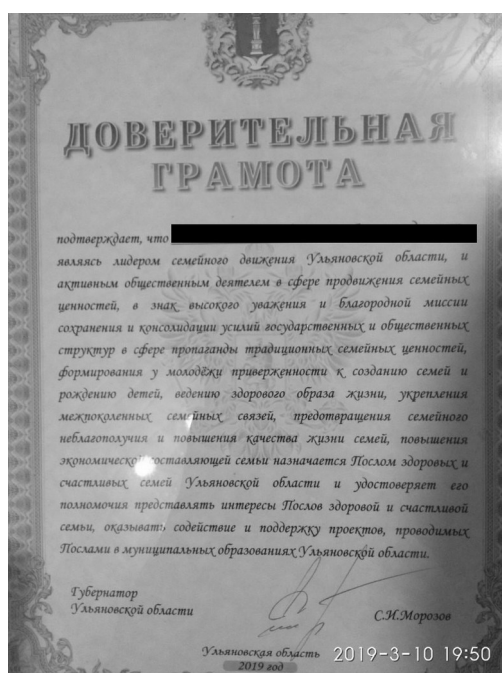 ДОВЕРИТЕЛЬНАЯ
ГРАМОТА
подтверждает, что
являясь лидером семейного движения Ульяновской области, и
активным общественным деятелем в сфере продвижения семейных
ценностей, в знак высокого уважения и благородной миссии
сохранения и консолидации усилий государственных и общественных
структур в сфере пропаганды традиционных семейных ценностей,
формирования у молодёжи приверженности к созданию семей и
рождению детей, ведению здорового образа жизни, укрепления
межпоколенных семейных связей, предотвращения семейного
неблагополучия и повышения качества жизни семей, повышения
экономической составляющей семьи назначается Послом здоровых и
счастливых семей Ульяновской области и удостоверяет его
полномочия представлять интересы Послов здоровой и счастливой
семьи, оказывать содействие и поддержку проектов, проводимых
Послами в муниципальных образованиях Ульяновской области.
Губернатор
Ульяновской области
С.И.Морозов
Ульяновская область
2019 год
2019-3-10 19:50